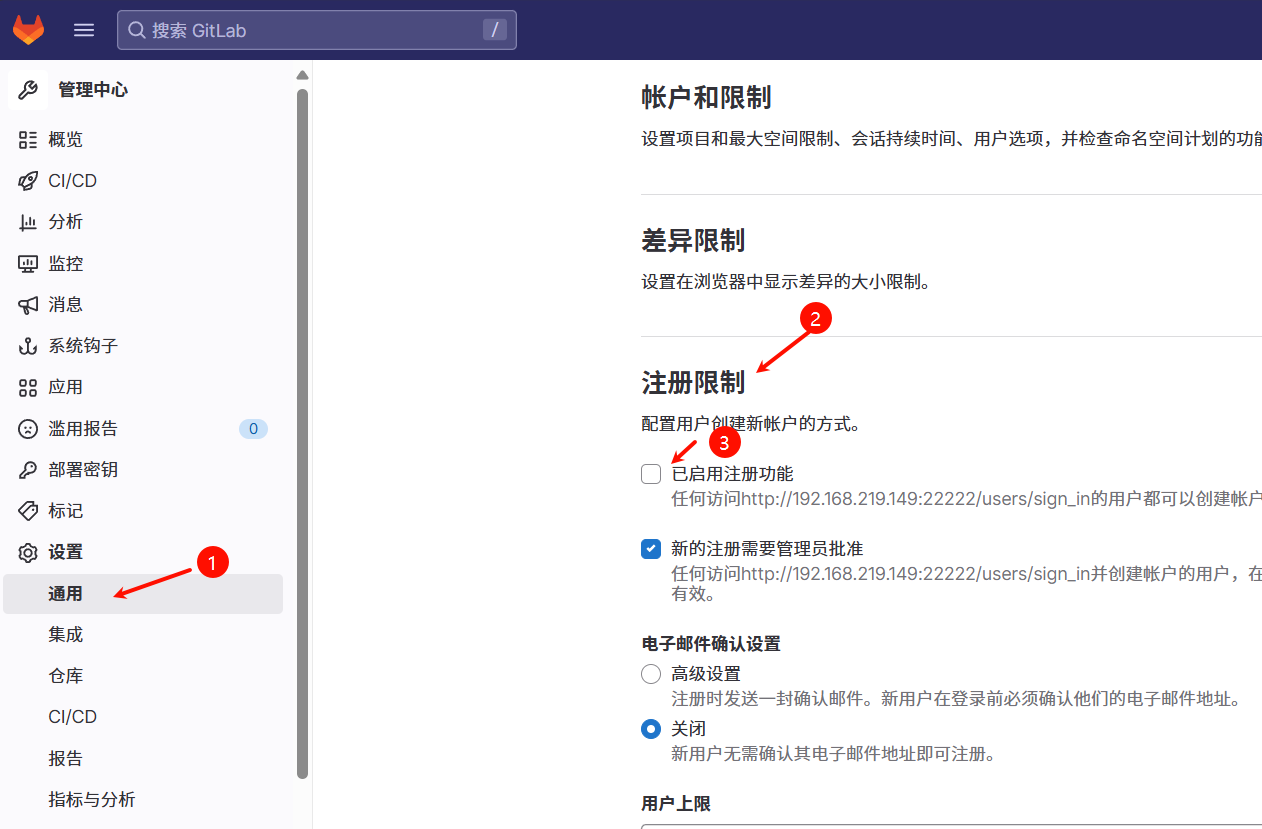 搜索 GitLab
/
管理中心
概览
CI/CD
分析
监控
消息
系统钩子
应用
滥用报告
0
部署密钥
标记
设置
1
通用
集成
仓库
CI/CD
报告
指标与分析
帐户和限制
设置项目和最大空间限制、会话持续时间、用户选项，并检查命名空间计划的功能
差异限制
设置在浏览器中显示差异的大小限制。
2
注册限制
配置用户创建新帐户的方式。
3
已启用注册功能
任何访问http://192.168.219.149:22222/users/sign_in的用户都可以创建帐户
新的注册需要管理员批准
任何访问http://192.168.219.149:22222/users/sign_in并创建帐户的用户，在
有效。
电子邮件确认设置
高级设置
注册时发送一封确认邮件。新用户在登录前必须确认他们的电子邮件地址。
关闭
新用户无需确认其电子邮件地址即可注册。
用户上限